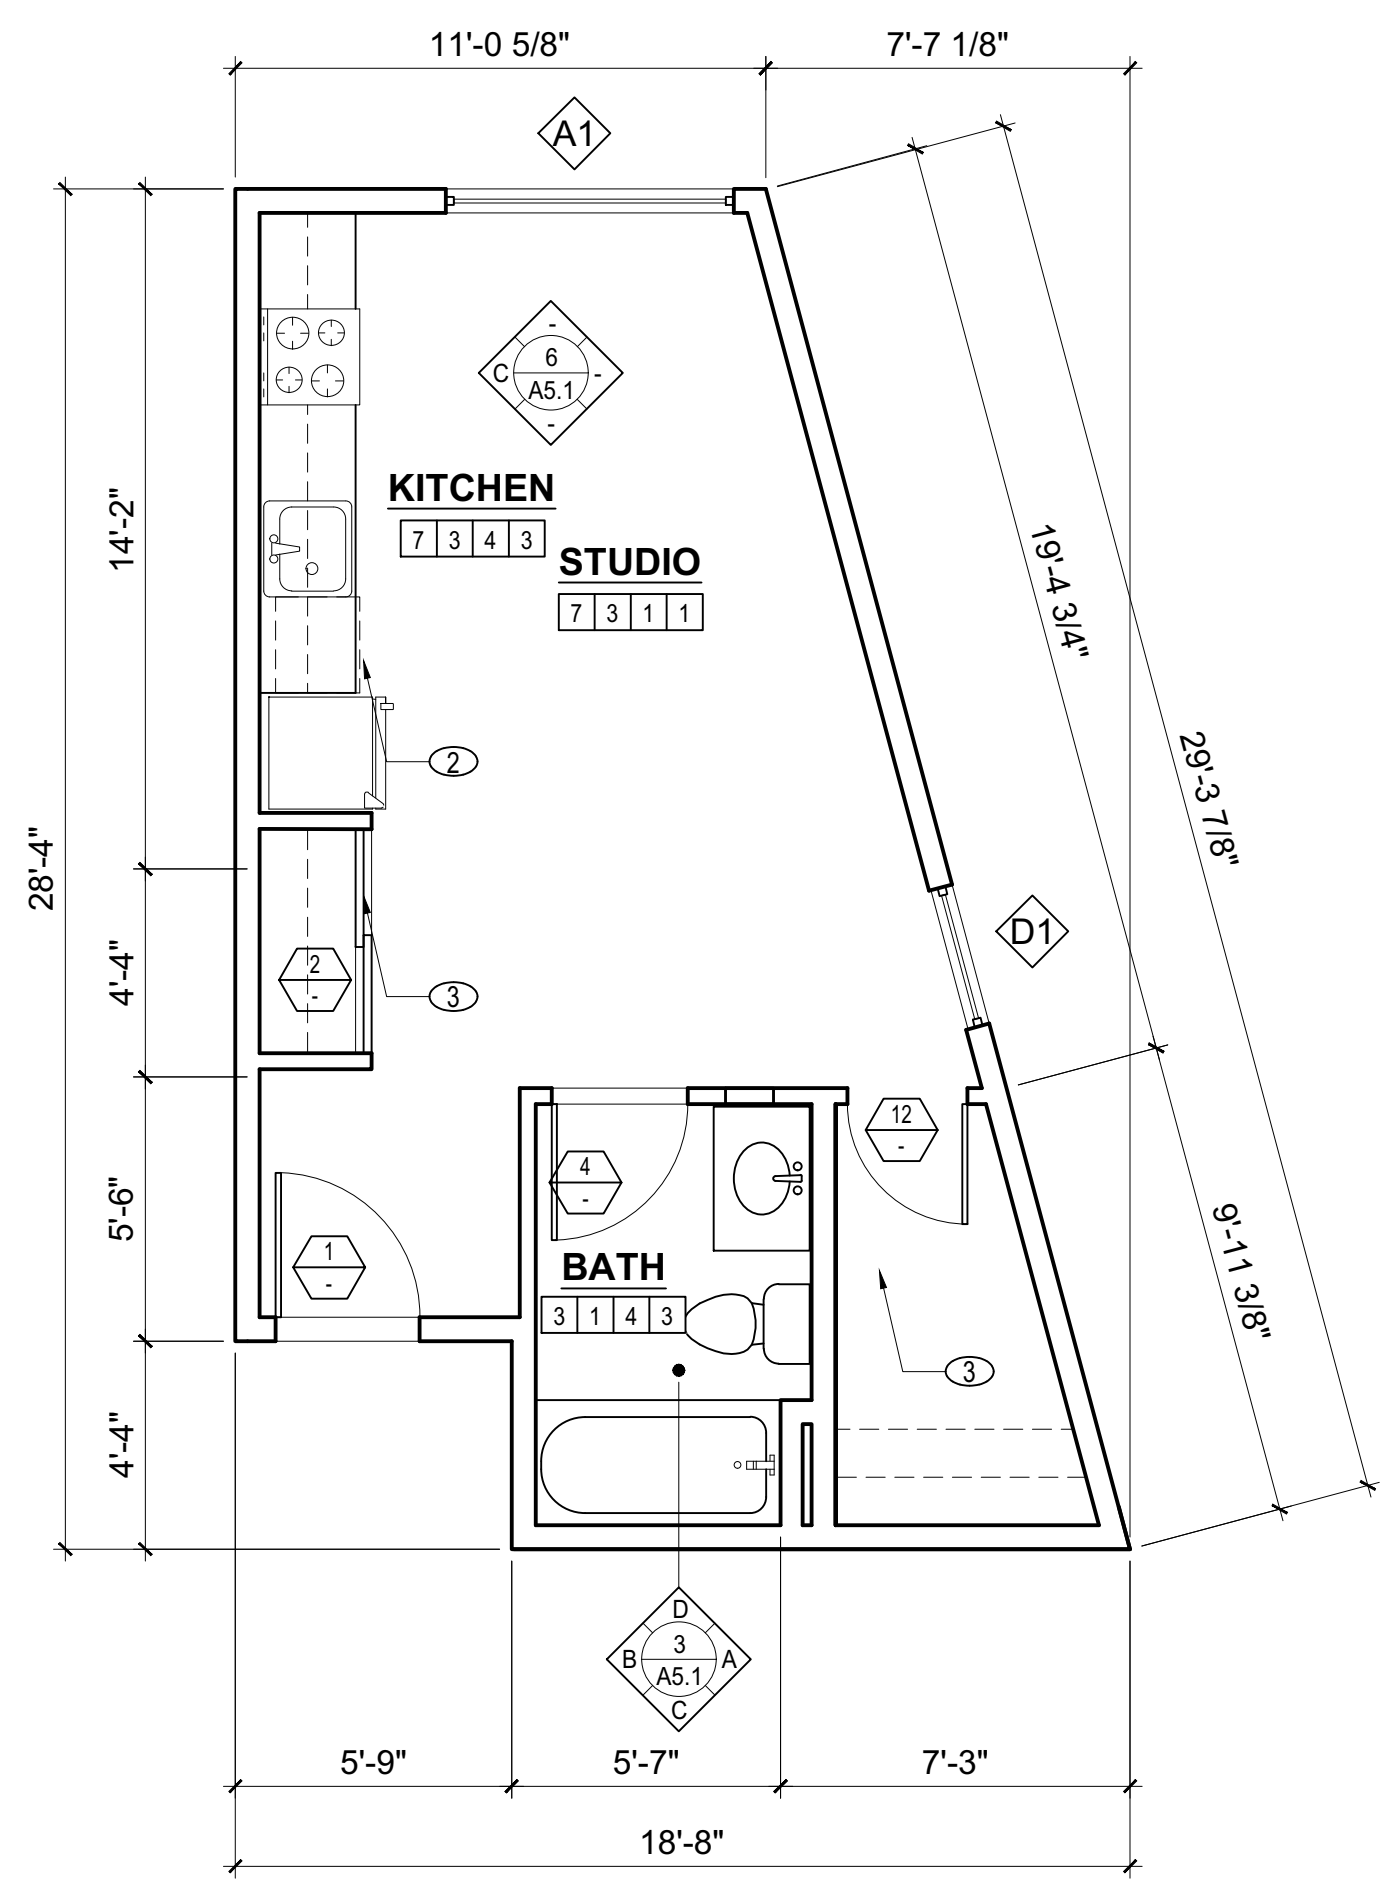 11'-0 5/8"
7'-7 1/8"
A1
-
6
C
-
A5.1
-
KITCHEN
7 3 4 3
STUDIO
7 3 1 1
14'-2"
19'-4 3/4"
2
29'-3 7/8"
28'-4"
D1
4'-4"
2
-
3
12
-
4
-
5'-6"
1
-
BATH
3 1 4 3
9'-11 3/8"
3
4'-4"
D
3
B
A
A5.1
C
5'-9"
5'-7"
7'-3"
18'-8"